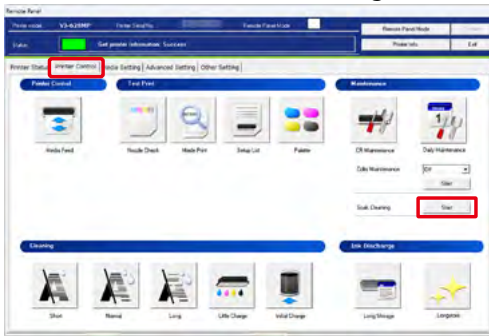 Remote Panel
Printer model V3-628MP Printer Serial No. Remote Panel Mode Remote Panel Mode
Status Get printer information: Success Printer Info. Exit
Printer Status Printer Control Media Setting Advanced Setting Other Setting
Printer Control Test Print Maintenance
Media Feed Nozzle Check Mode Print Setup List Palette CR Maintenance Daily Maintenance
Daily Maintenance
Start
Soak Cleaning Start
Cleaning Ink Discharge
Short Normal Long Little Charge Initial Charge Long Storage